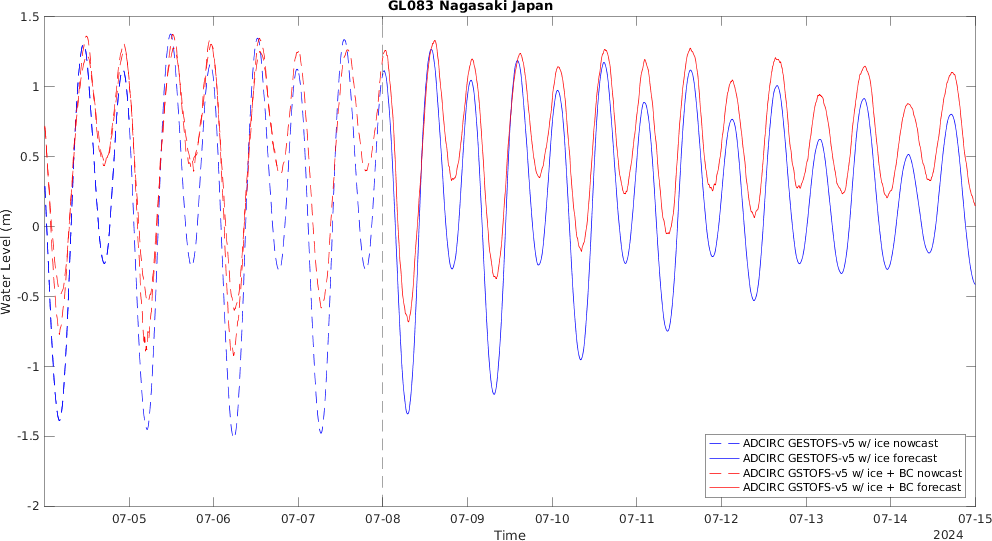 GL083 Nagasaki Japan
Water Level (m)
1.5
1
0.5
0
-0.5
-1
-1.5
-2
ADCIRC GESTOFS-v5 w/ ice nowcast
ADCIRC GESTOFS-v5 w/ ice forecast
ADCIRC GSTOFS-v5 w/ ice + BC nowcast
ADCIRC GSTOFS-v5 w/ ice + BC forecast
07-05 07-06 07-07 07-08 07-09 07-10 07-11 07-12 07-13 07-14 07-15
Time
2024